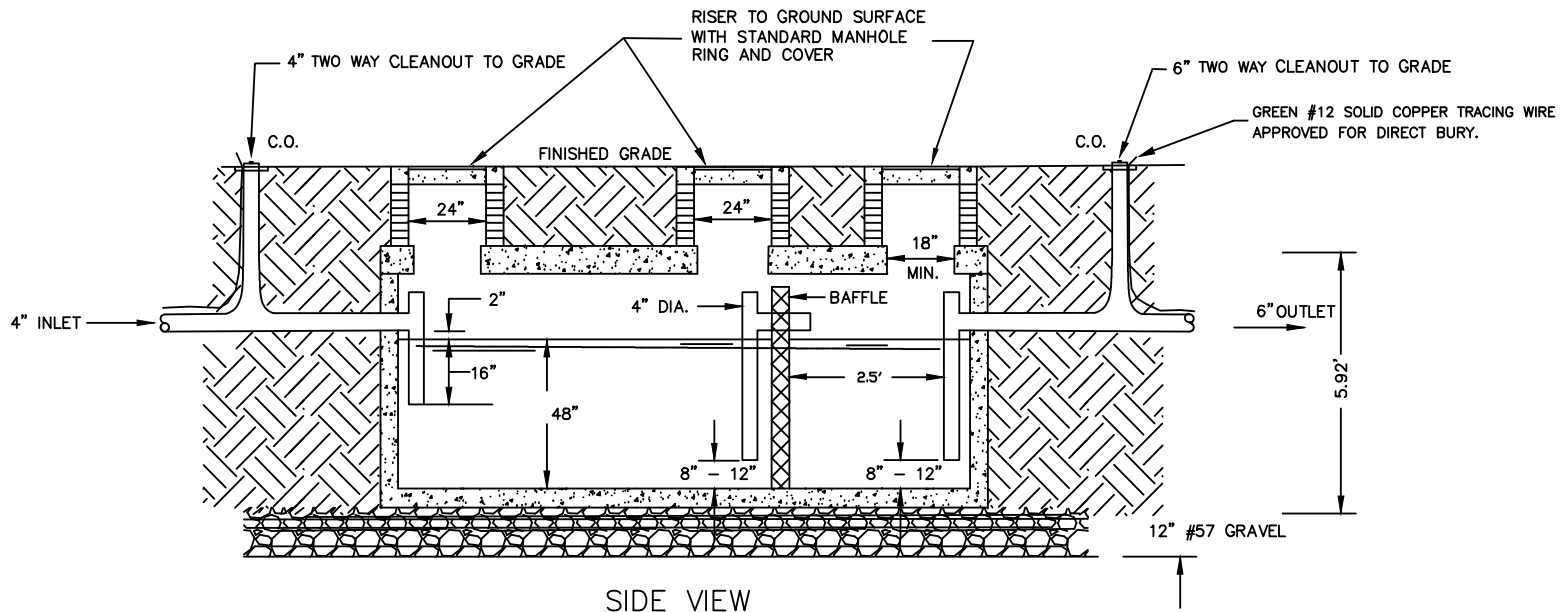 RISER TO GROUND SURFACE
WITH STANDARD MANHOLE
RING AND COVER
4" TWO WAY CLEANOUT TO GRADE
6" TWO WAY CLEANOUT TO GRADE
GREEN #12 SOLID COPPER TRACING WIRE
APPROVED FOR DIRECT BURY.
C.O.
FINISHED GRADE
C.O.
24"
24"
18"
MIN.
2"
4" DIA.
BAFFLE
4" INLET
6" OUTLET
16"
2.5'
5.92'
48"
8" - 12"
8" - 12"
12" #57 GRAVEL
SIDE VIEW